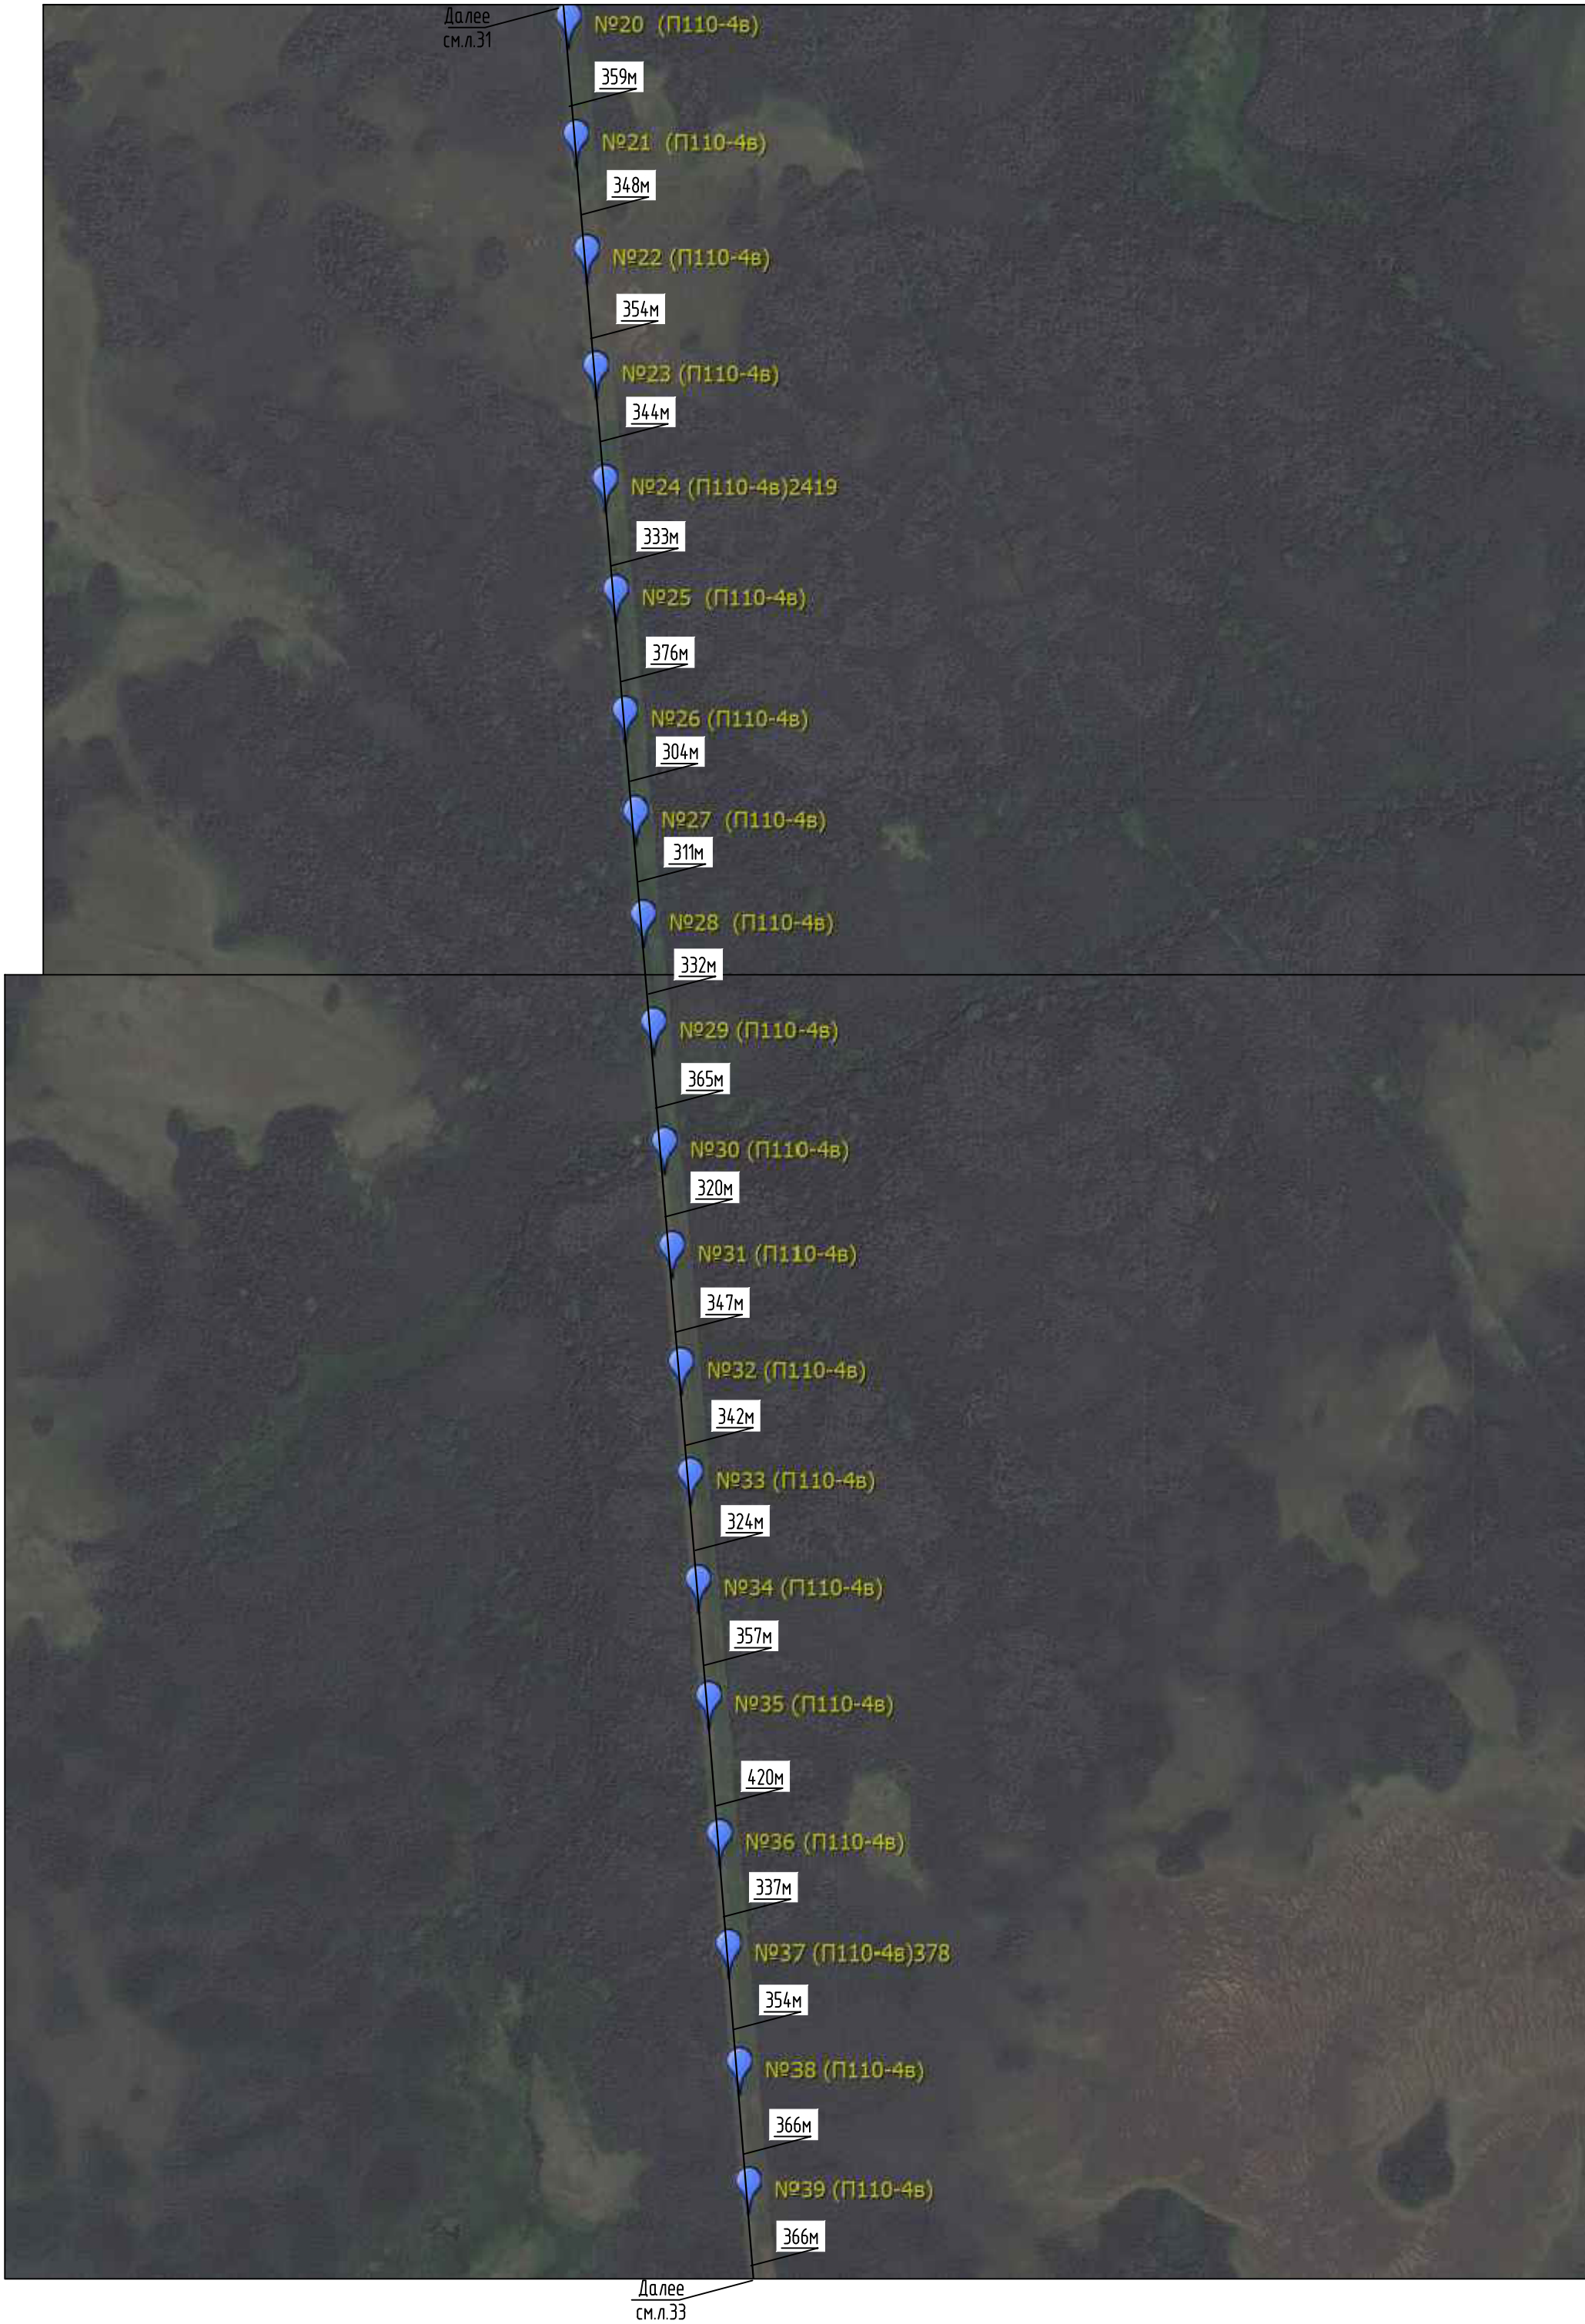 Далее
см.л.31
№20 (П110-4в)
359м
№21 (П110-4в)
348м
№22 (П110-4в)
354м
№23 (П110-4в)
344м
№24 (П110-4в)2419
333м
№25 (П110-4в)
376м
№26 (П110-4в)
304м
№27 (П110-4в)
311м
№28 (П110-4в)
332м
№29 (П110-4в)
365м
№30 (П110-4в)
320м
№31 (П110-4в)
347м
№32 (П110-4в)
342м
№33 (П110-4в)
324м
№34 (П110-4в)
357м
№35 (П110-4в)
420м
№36 (П110-4в)
337м
№37 (П110-4в)378
354м
№38 (П110-4в)
366м
№39 (П110-4в)
366м
Далее
см.л.33